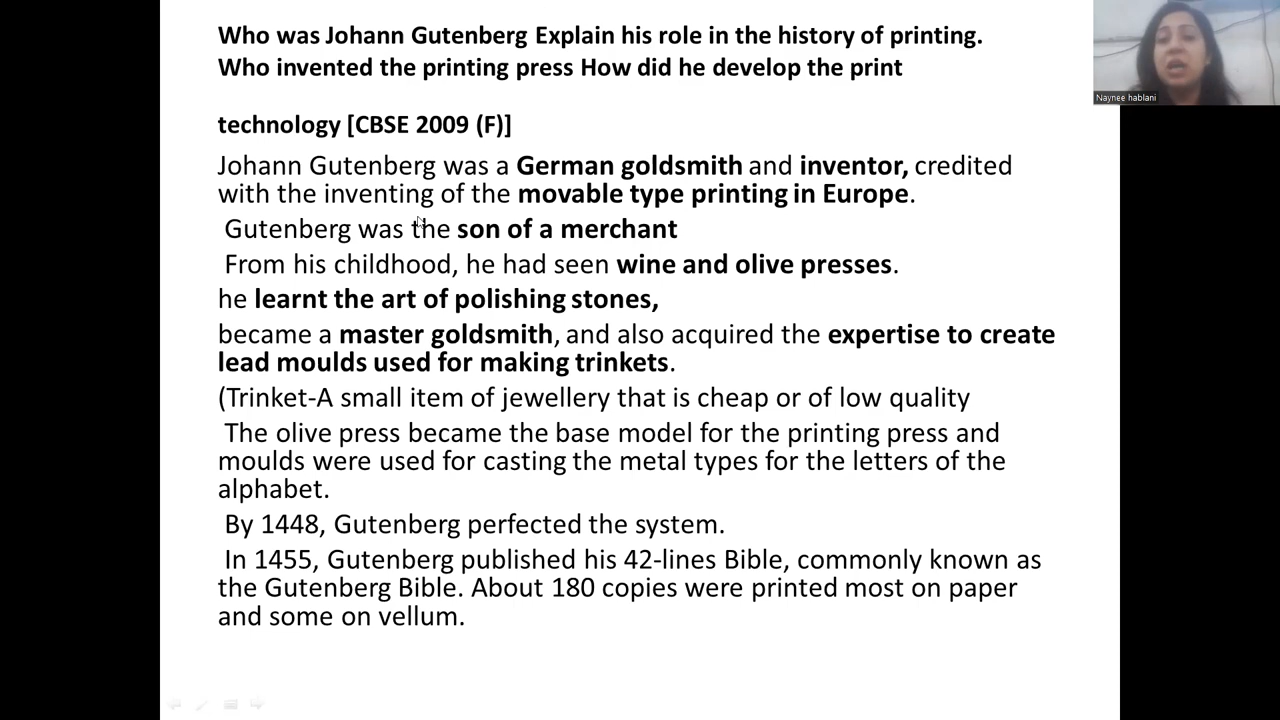 Who was Johann Gutenberg Explain his role in the history of printing.
Who invented the printing press How did he develop the print
technology [CBSE 2009 (F)]
Johann Gutenberg was a German goldsmith and inventor, credited
with the inventing of the movable type printing in Europe.
Gutenberg was the son of a merchant
From his childhood, he had seen wine and olive presses.
he learnt the art of polishing stones,
became a master goldsmith, and also acquired the expertise to create
lead moulds used for making trinkets.
(Trinket-A small item of jewellery that is cheap or of low quality
The olive press became the base model for the printing press and
moulds were used for casting the metal types for the letters of the
alphabet.
By 1448, Gutenberg perfected the system.
In 1455, Gutenberg published his 42-lines Bible, commonly known as
the Gutenberg Bible. About 180 copies were printed most on paper
and some on vellum.
Naynee hablani